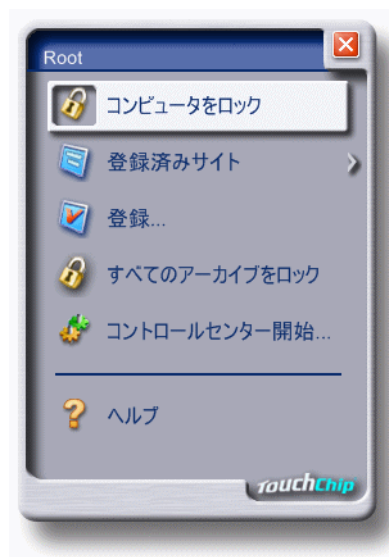 Root
コンピュータをロック
登録済みサイト
登録...
すべてのアーカイブをロック
コントロールセンター開始...
ヘルプ
TouchChip